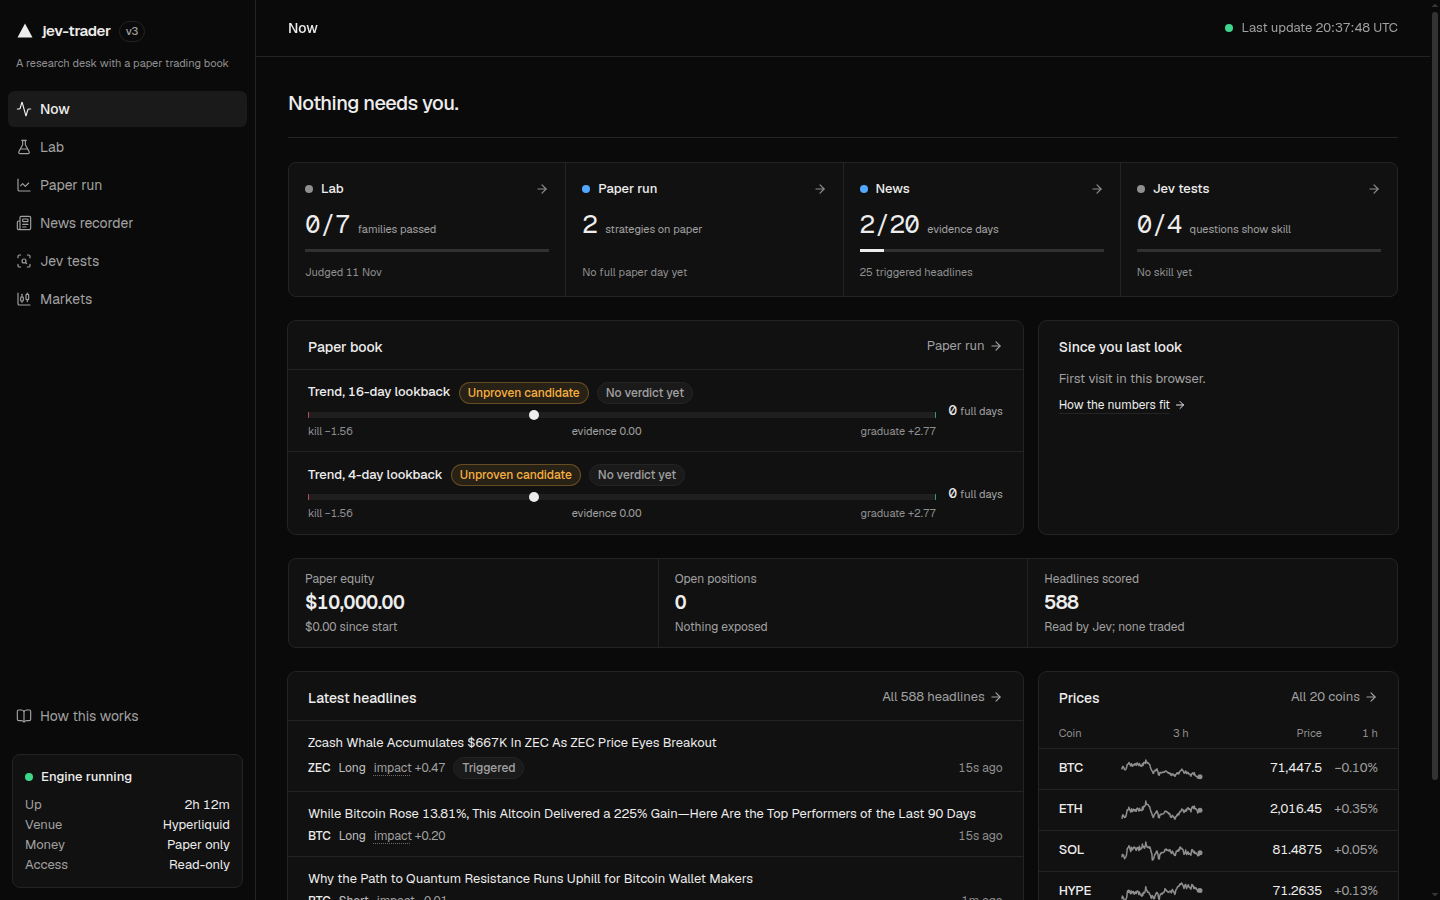 jev-trader v3
A research desk with a paper trading book
Now
Lab
Paper run
News recorder
Jev tests
Markets
How this works
Engine running
Up 2h 12m
Venue Hyperliquid
Money Paper only
Access Read-only
Now
Last update 20:37:48 UTC
Nothing needs you.
Lab
0/7 families passed
Judged 11 Nov
Paper run
2 strategies on paper
No full paper day yet
News
2/20 evidence days
25 triggered headlines
Jev tests
0/4 questions show skill
No skill yet
Paper book
Paper run →
Trend, 16-day lookback Unproven candidate No verdict yet
0 full days
kill −1.56 evidence 0.00 graduate +2.77
Trend, 4-day lookback Unproven candidate No verdict yet
0 full days
kill −1.56 evidence 0.00 graduate +2.77
Since you last look
First visit in this browser.
How the numbers fit →
Paper equity
$10,000.00
$0.00 since start
Open positions
0
Nothing exposed
Headlines scored
588
Read by Jev; none traded
Latest headlines
All 588 headlines →
Zcash Whale Accumulates $667K In ZEC As ZEC Price Eyes Breakout
ZEC Long impact +0.47 Triggered 15s ago
While Bitcoin Rose 13.81%, This Altcoin Delivered a 225% Gain—Here Are the Top Performers of the Last 90 Days
BTC Long impact +0.20 15s ago
Why the Path to Quantum Resistance Runs Uphill for Bitcoin Wallet Makers
BTC Short impact −0.01 1m ago
Prices
All 20 coins →
Coin 3 h Price 1 h
BTC 71,447.5 −0.10%
ETH 2,016.45 +0.35%
SOL 81.4875 +0.05%
HYPE 71.2635 +0.13%